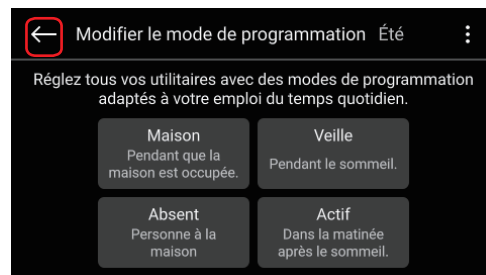 Modifier le mode de programmation Été
Réglez tous vos utilitaires avec des modes de programmation
adaptés à votre emploi du temps quotidien.
Maison
Pendant que la
maison est occupée.
Veille
Pendant le sommeil.
Absent
Personne à la
maison
Actif
Dans la matinée
après le sommeil.